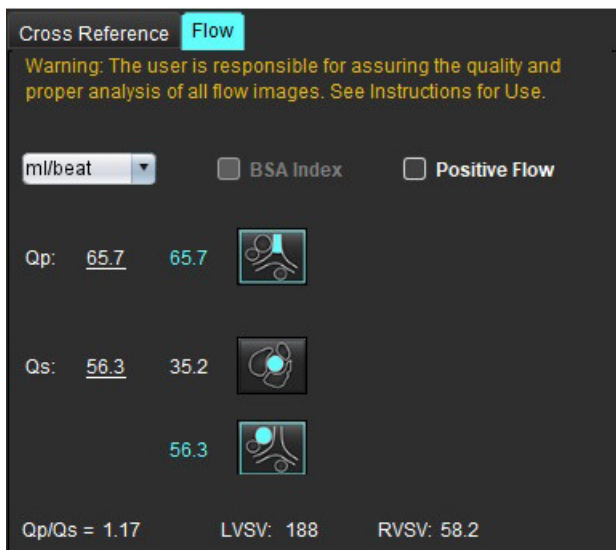 Cross Reference Flow
Warning: The user is responsible for assuring the quality and
proper analysis of all flow images. See Instructions for Use.
ml/beat BSA Index Positive Flow
Qp: 65.7 65.7
Qs: 56.3 35.2
56.3
Qp/Qs = 1.17 LVSV: 188 RVSV: 58.2